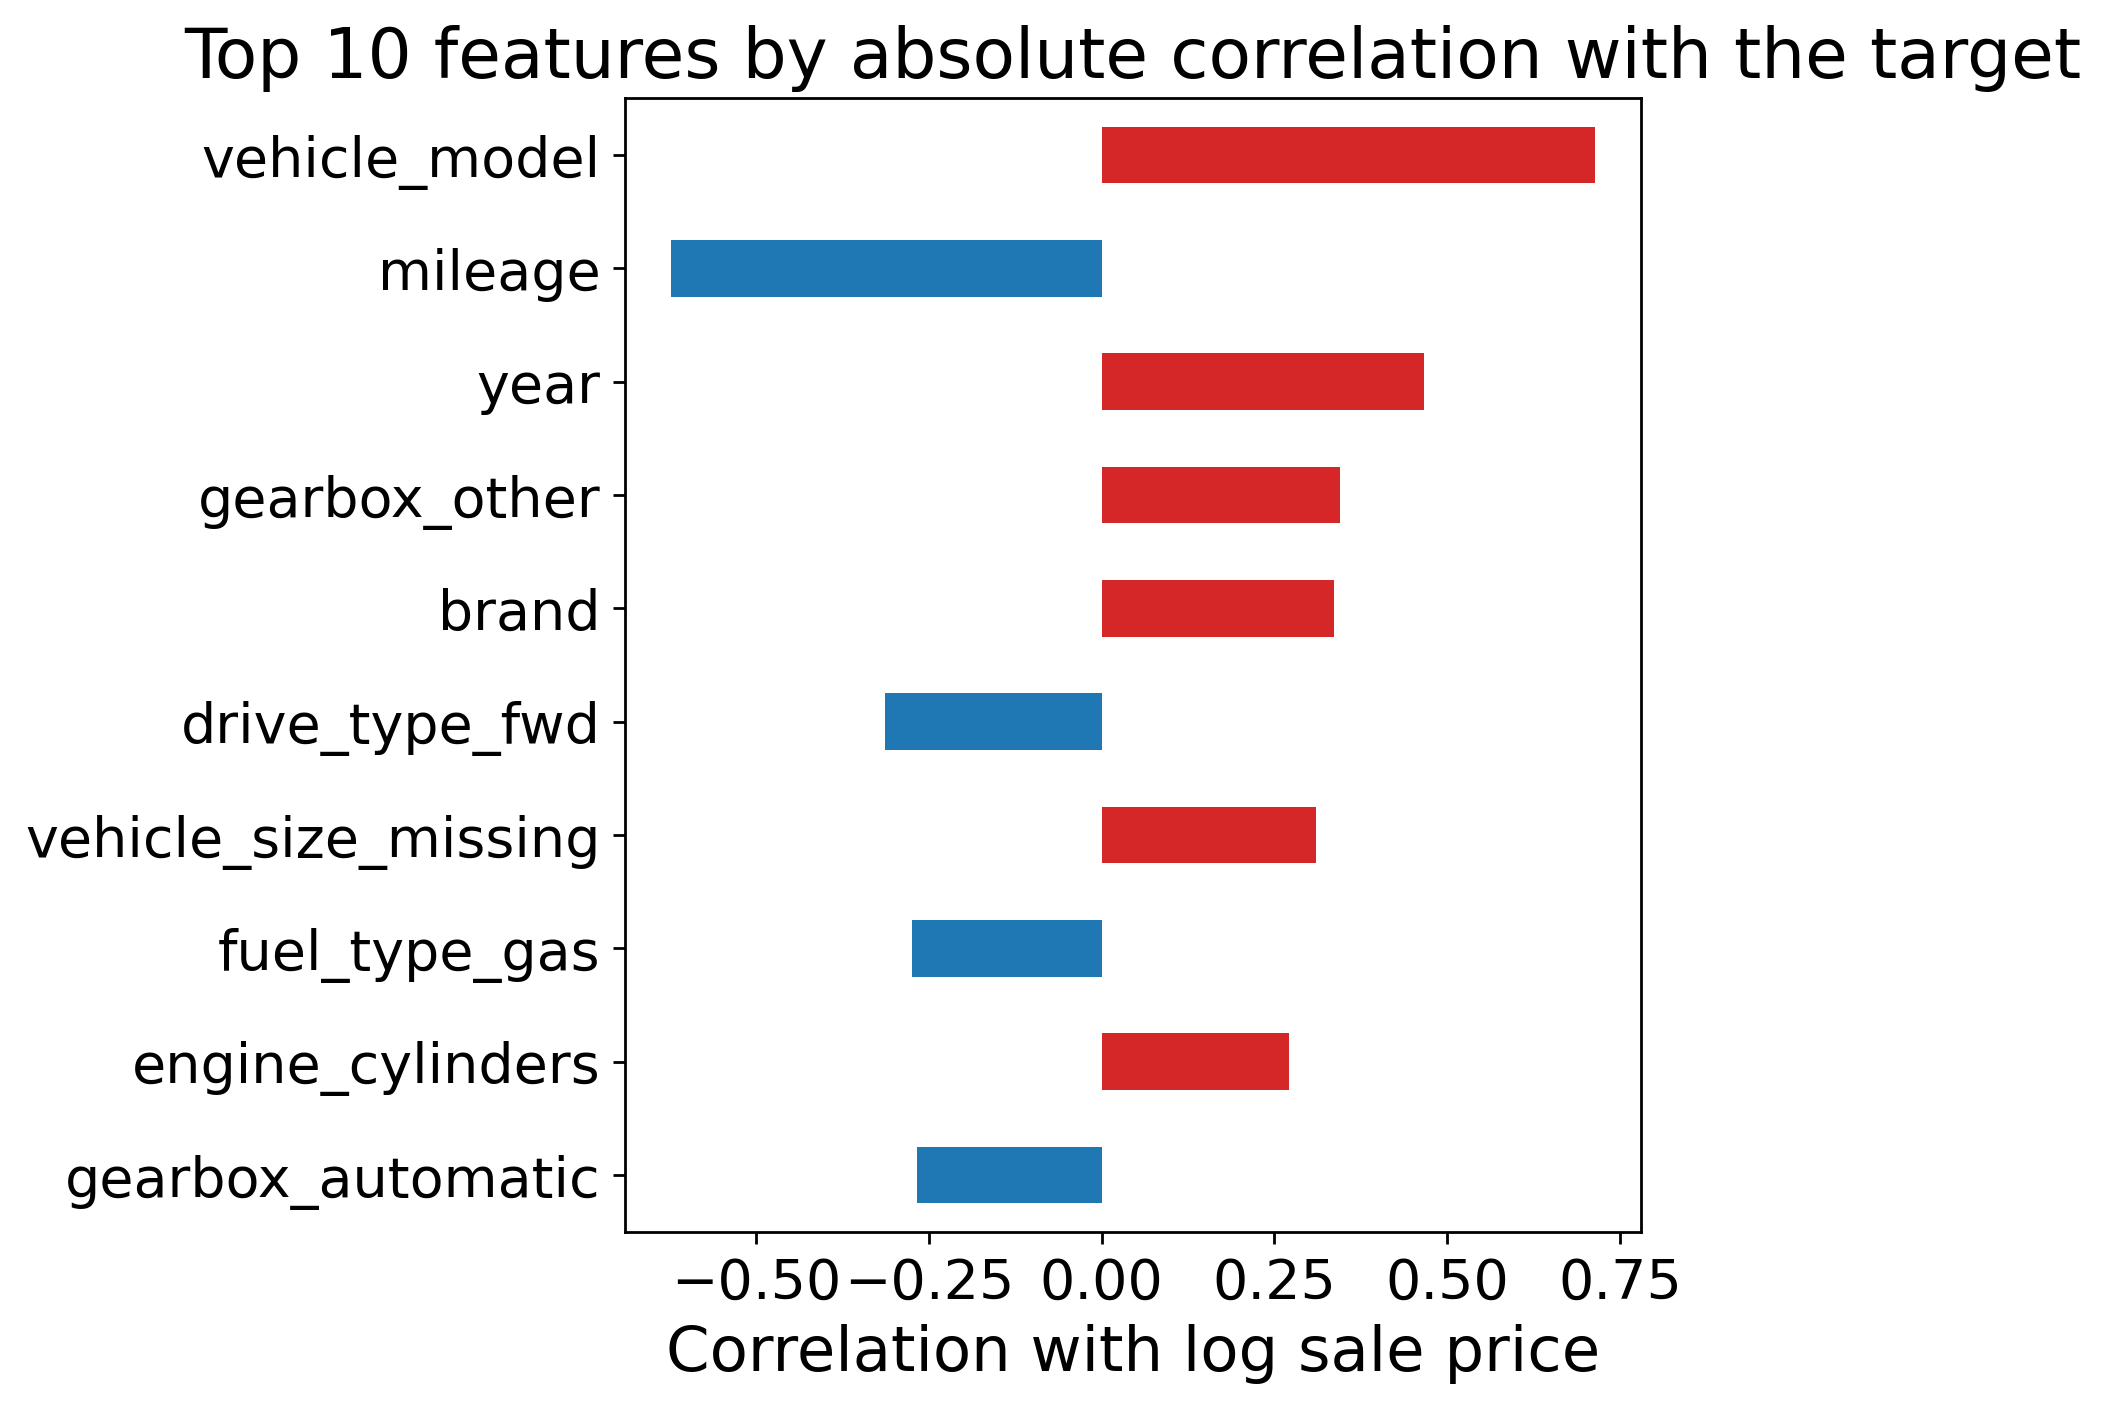 Top 10 features by absolute correlation with the target
vehicle_model
mileage
year
gearbox_other
brand
drive_type_fwd
vehicle_size_missing
fuel_type_gas
engine_cylinders
gearbox_automatic
−0.50 −0.25 0.00 0.25 0.50 0.75
Correlation with log sale price